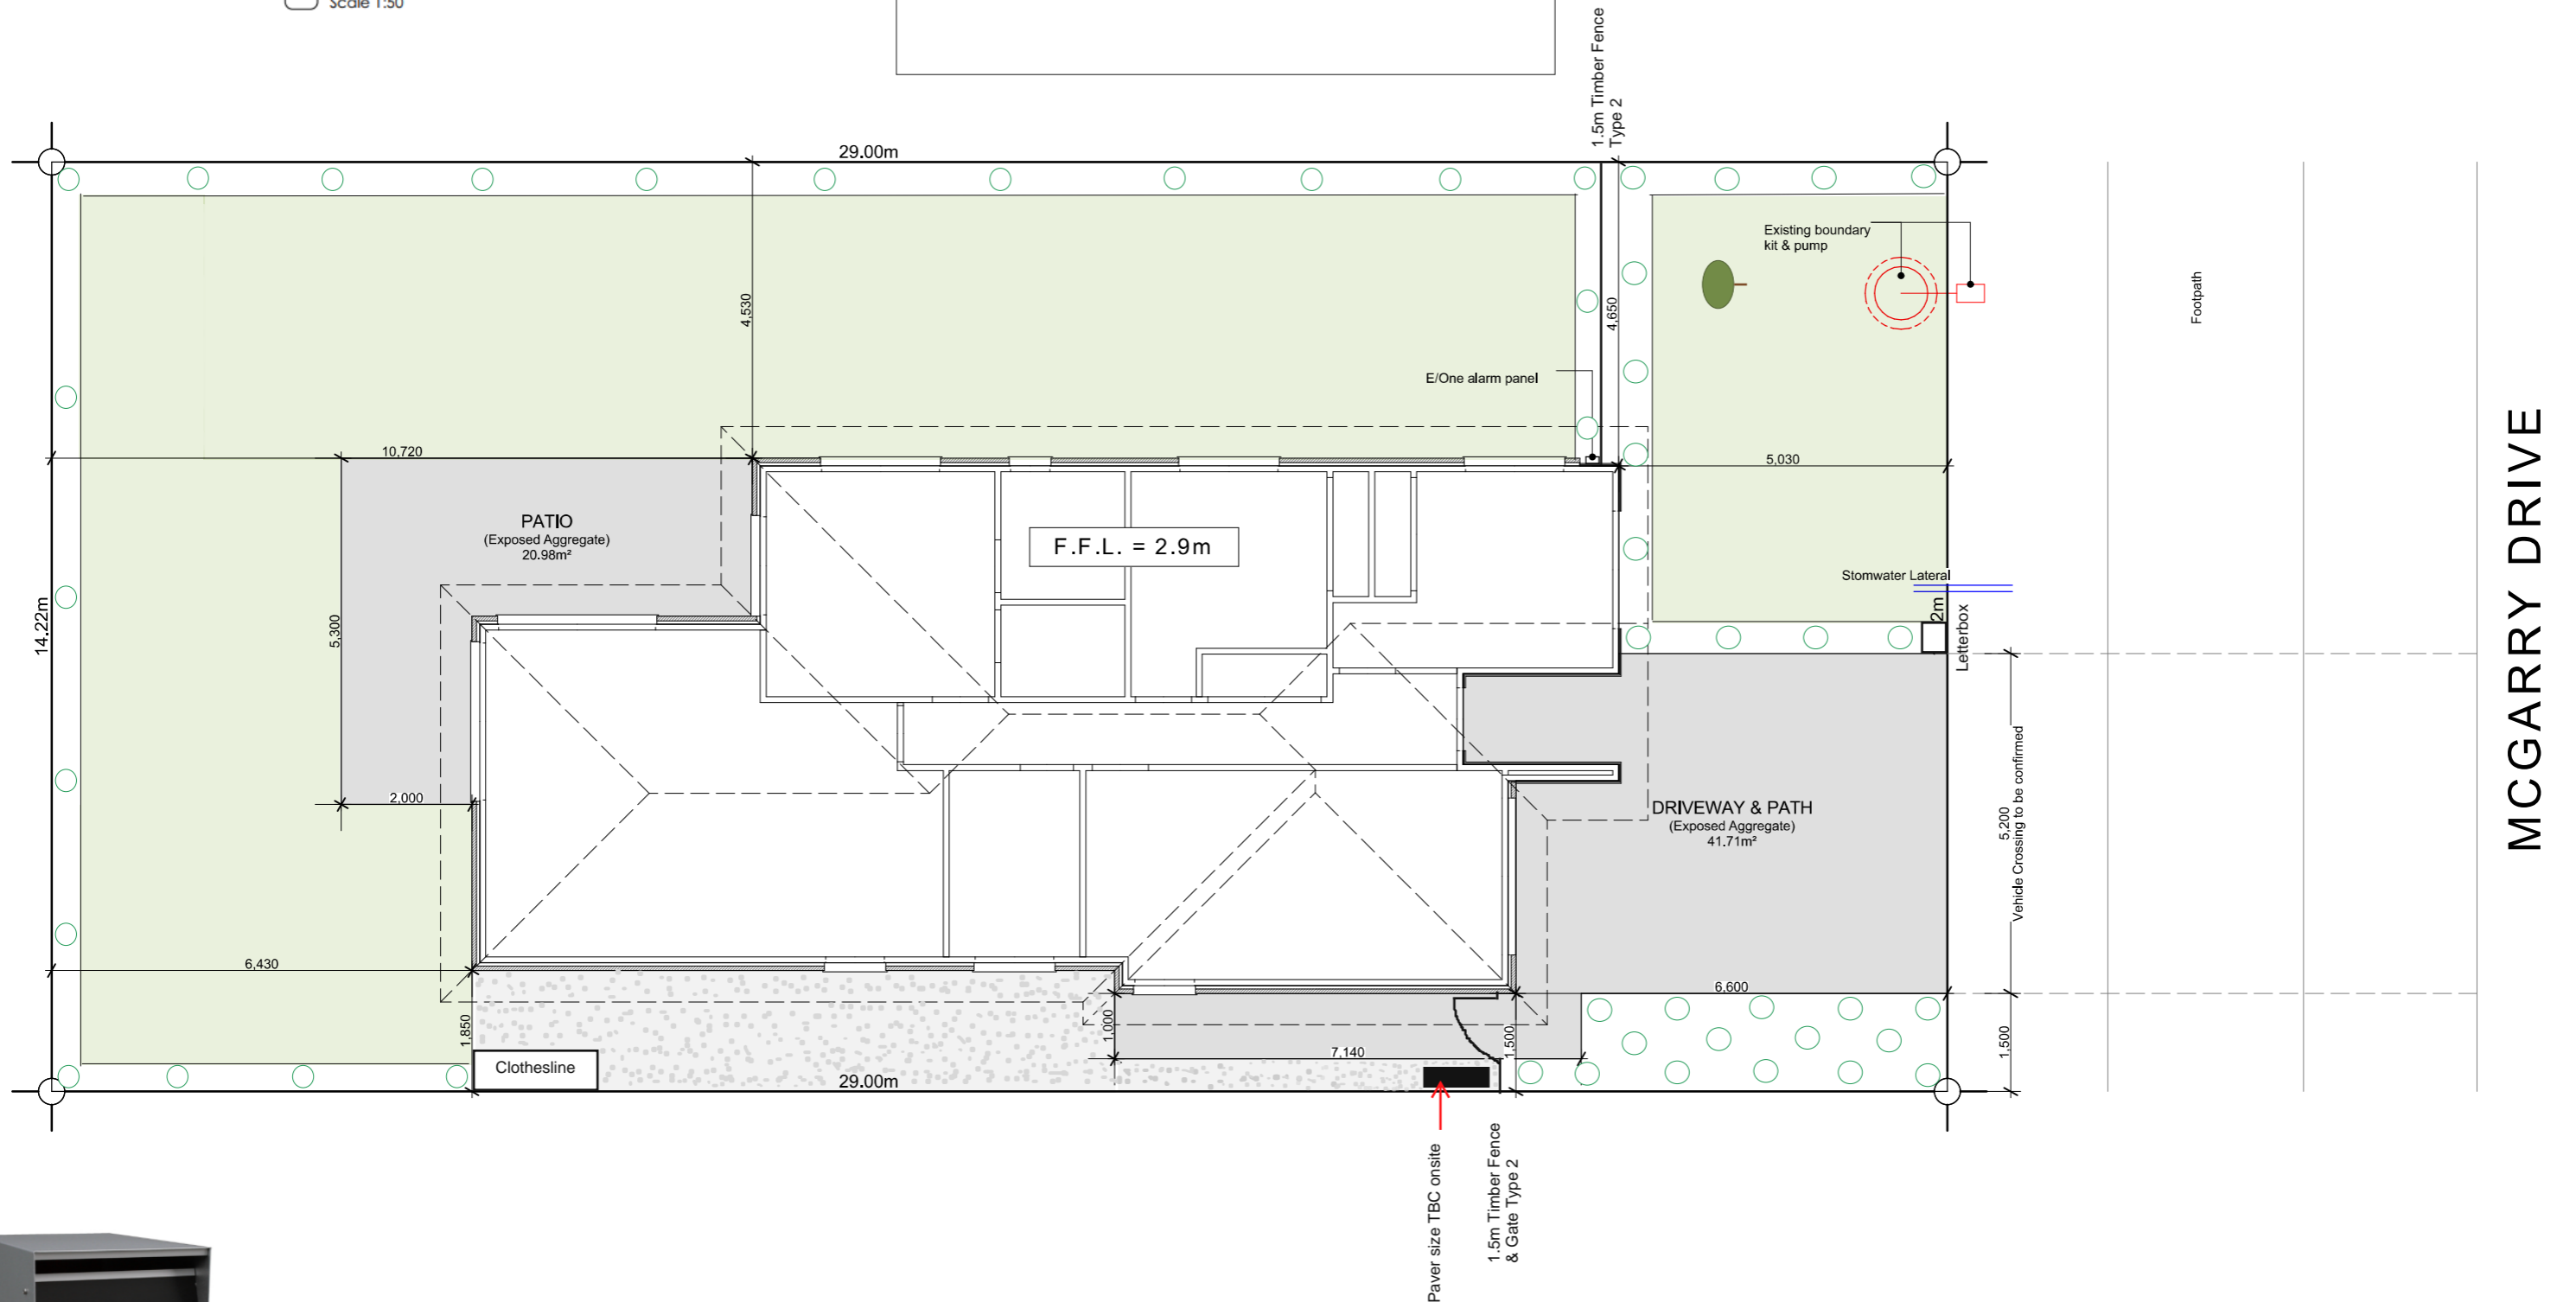 Scale 1:50
1.5m Timber Fence
Type 2
29.00m
Existing boundary
kit & pump
Footpath
4,530
4,650
E/One alarm panel
MCGARRY DRIVE
10,720
5,030
PATIO
(Exposed Aggregate)
20.98m²
F.F.L. = 2.9m
Stomwater Lateral
2m
Letterbox
14.22m
5,300
2,000
DRIVEWAY & PATH
(Exposed Aggregate)
41.71m²
5,200
Vehicle Crossing to be confirmed
6,430
6,600
1,850
1,000
1,500
1,500
7,140
Clothesline
29.00m
Paver size TBC onsite
1.5m Timber Fence
& Gate Type 2